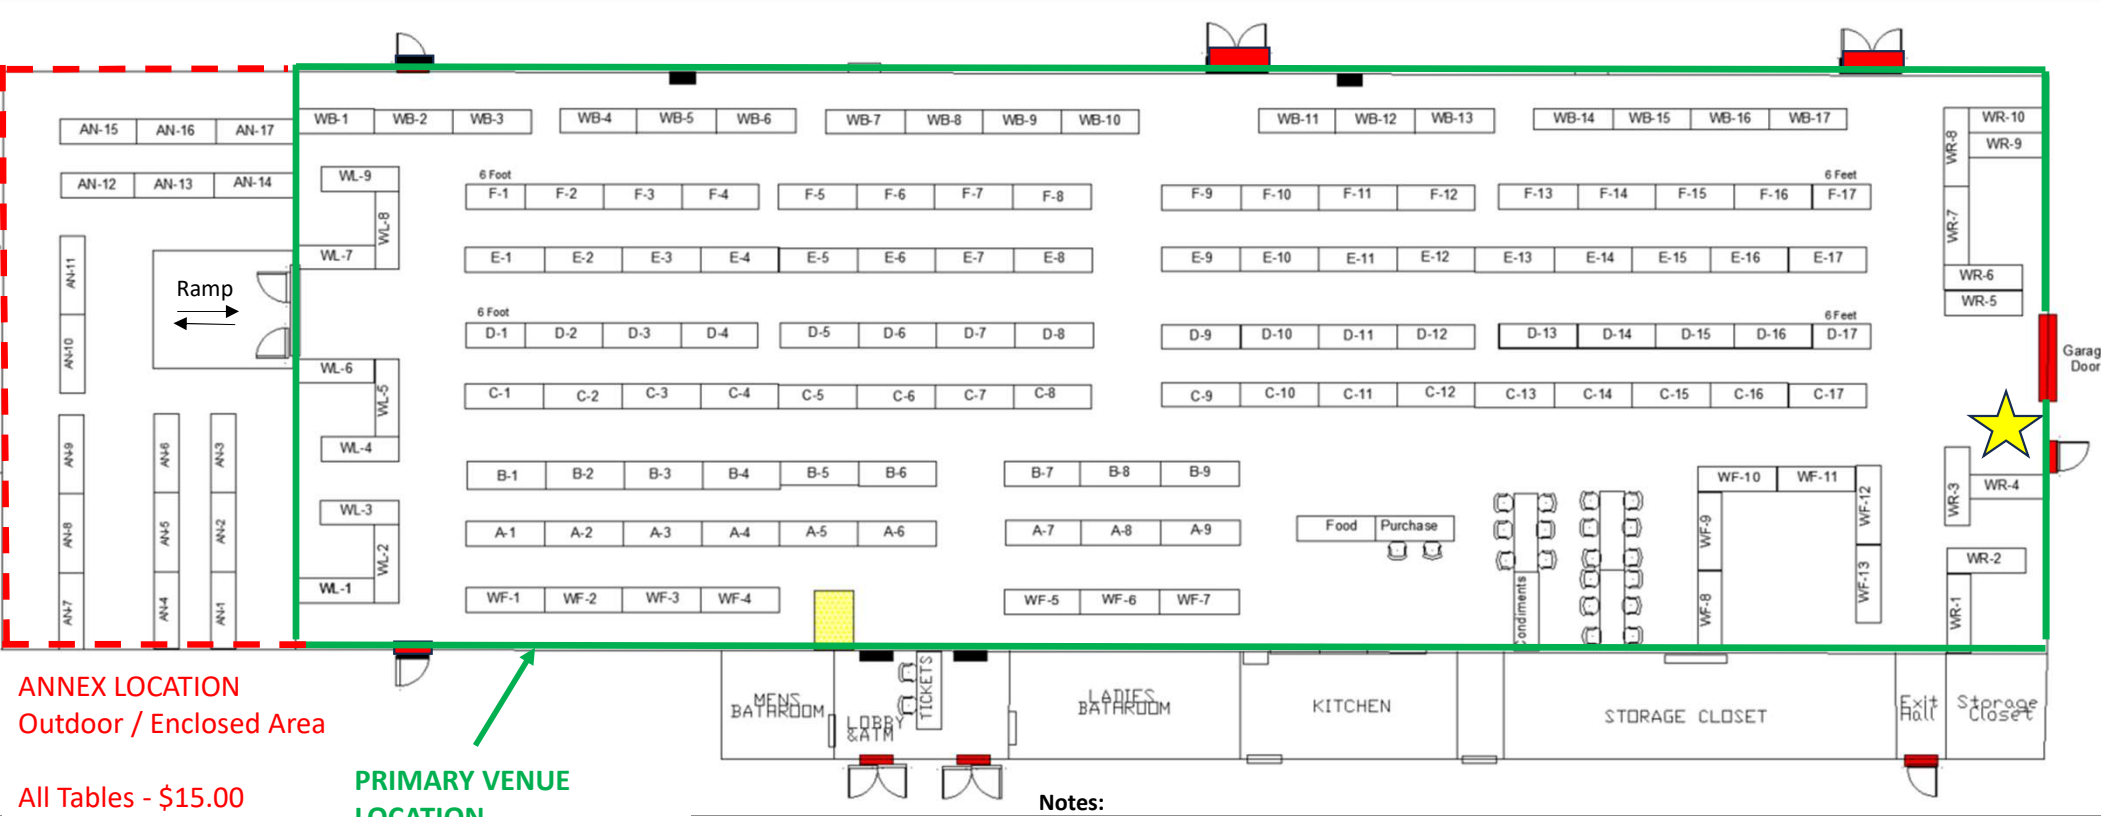 WB-1 WB-2 WB-3 WB-4 WB-5 WB-6 WB-7 WB-8 WB-9 WB-10 WB-11 WB-12 WB-13 WB-14 WB-15 WB-16 WB-17 WR-10
AN-15 AN-16 AN-17
WR-8 WR-9
6 Foot 6 Feet
AN-12 AN-13 AN-14 WL-9
F-1 F-2 F-3 F-4 F-5 F-6 F-7 F-8 F-9 F-10 F-11 F-12 F-13 F-14 F-15 F-16 F-17
WL-8 WR-7
AN-11 WL-7 E-1 E-2 E-3 E-4 E-5 E-6 E-7 E-8 E-9 E-10 E-11 E-12 E-13 E-14 E-15 E-16 E-17
WR-6
Ramp
WR-5
6 Foot 6 Feet
D-1 D-2 D-3 D-4 D-5 D-6 D-7 D-8 D-9 D-10 D-11 D-12 D-13 D-14 D-15 D-16 D-17
AN-10
Garag
Door
WL-6
WL-5 C-1 C-2 C-3 C-4 C-5 C-6 C-7 C-8 C-9 C-10 C-11 C-12 C-13 C-14 C-15 C-16 C-17
WL-4
AN-9 AN-6 AN-3
B-1 B-2 B-3 B-4 B-5 B-6 B-7 B-8 B-9 WF-10 WF-11
WF-12 WR-3 WR-4
WL-3
AN-8 AN-5 AN-2 A-1 A-2 A-3 A-4 A-5 A-6 A-7 A-8 A-9 Food Purchase WF-9
WL-2 WR-2
WL-1 WF-13
AN-7 AN-4 AN-1 WF-1 WF-2 WF-3 WF-4 WF-5 WF-6 WF-7 ondiments WF-8 WR-1
MENS
BATHROOM
LOBBY
&ATM
TICKETS
LADIES
BATHROOM
KITCHEN
STORAGE CLOSET
Exit
Hall
Storage
Closet
ANNEX LOCATION
Outdoor / Enclosed Area
All Tables - $15.00
PRIMARY VENUE
LOCATION
Notes: